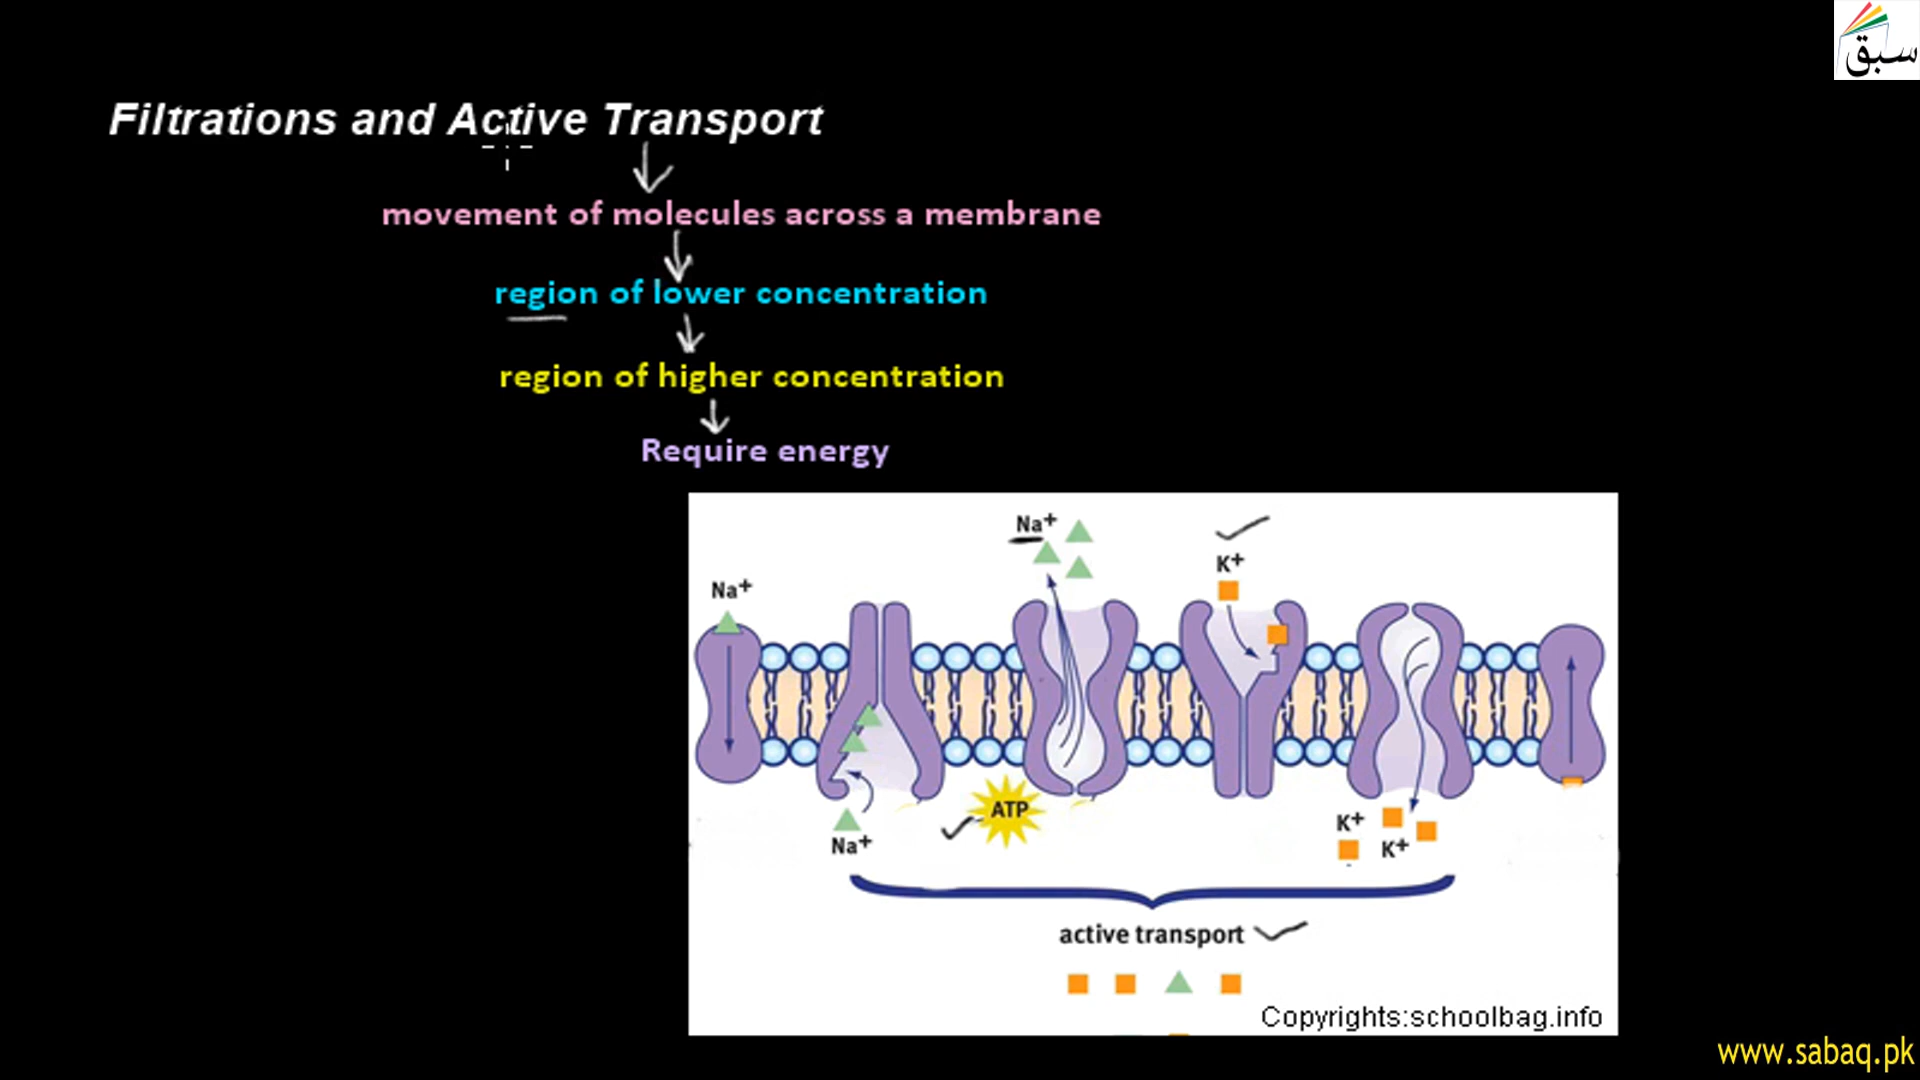 سبق
Filtrations and Active Transport
movement of molecules across a membrane
region of lower concentration
region of higher concentration
Require energy
Na+
K+
Na+
ATP
Na+
K+
K+
active transport
Copyrights:schoolbag.info
www.sabaq.pk